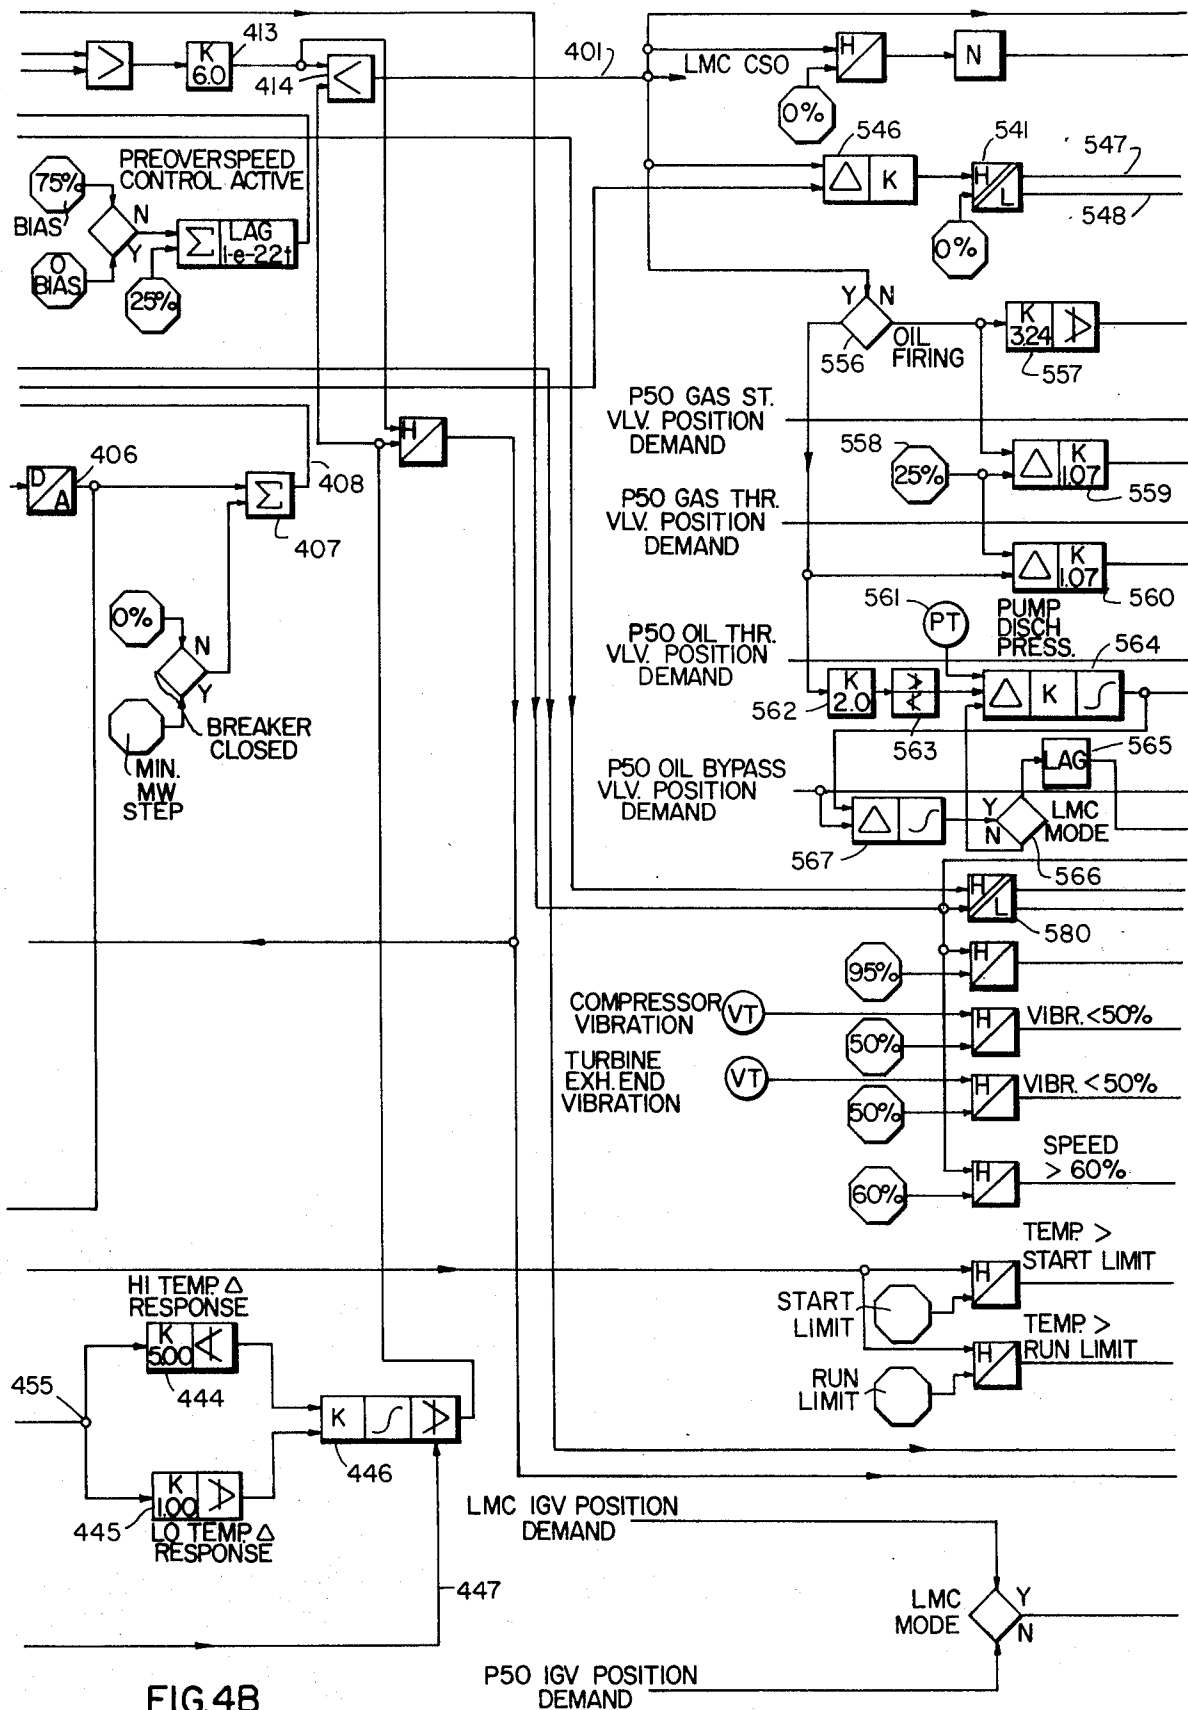 413
K
6.0
>
<
414
401
LMC CSO
H
N
0%
546
541
547
Δ
K
H
L
548
0%
75%
BIAS
PREOVERSPEED
CONTROL ACTIVE
N
Y
Σ
LAG
1-e-22t
0
BIAS
25%
Y
N
556
OIL
FIRING
K
3.24
557
P50 GAS ST.
VLV. POSITION
DEMAND
H
558
25%
Δ
K
1.07
559
D
A
406
408
Σ
407
P50 GAS THR.
VLV. POSITION
DEMAND
Δ
K
1.07
560
0%
N
Y
BREAKER
CLOSED
MIN.
MW
STEP
561
PT
PUMP
DISCH
PRESS.
564
P50 OIL THR.
VLV. POSITION
DEMAND
K
2.0
562
563
Δ
K
∫
LAG
565
P50 OIL BYPASS
VLV. POSITION
DEMAND
Δ
∫
567
Y
N
LMC
MODE
566
H
L
580
95%
H
COMPRESSOR
VIBRATION
VT
50%
H
VIBR.<50%
TURBINE
EXH. END
VIBRATION
VT
50%
H
VIBR.<50%
SPEED
> 60%
60%
H
TEMP. >
START LIMIT
H
START
LIMIT
TEMP. >
RUN LIMIT
H
RUN
LIMIT
HI TEMP. Δ
RESPONSE
K
5.00
444
455
K
∫
446
K
1.00
445
LO TEMP. Δ
RESPONSE
447
LMC IGV POSITION
DEMAND
LMC
MODE
Y
N
P50 IGV POSITION
DEMAND
FIG.4B